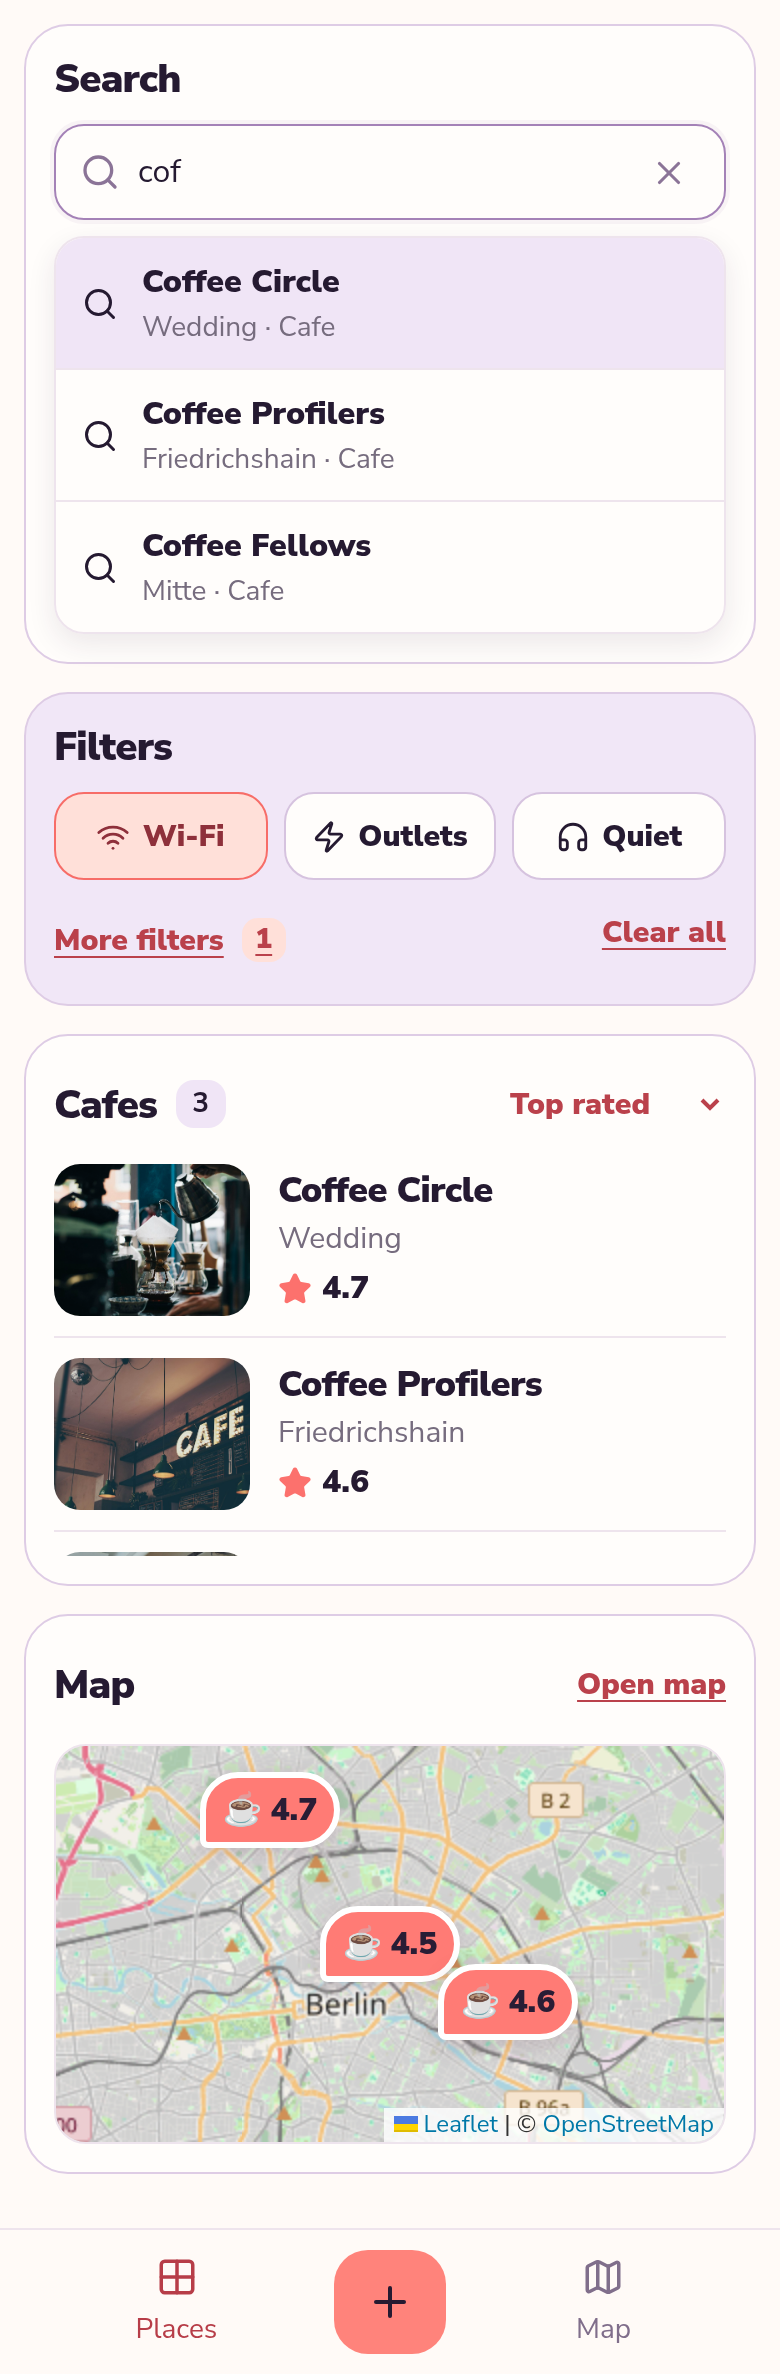 Search
cof
Coffee Circle
Wedding · Cafe
Coffee Profilers
Friedrichshain · Cafe
Coffee Fellows
Mitte · Cafe
Filters
Wi-Fi
Outlets
Quiet
More filters 1
Clear all
Cafes 3
Top rated
Coffee Circle
Wedding
4.7
CAFE
Coffee Profilers
Friedrichshain
4.6
Map
Open map
4.7
B 2
4.5
4.6
Berlin
B 96a
00
Leaflet | © OpenStreetMap
Places
Map